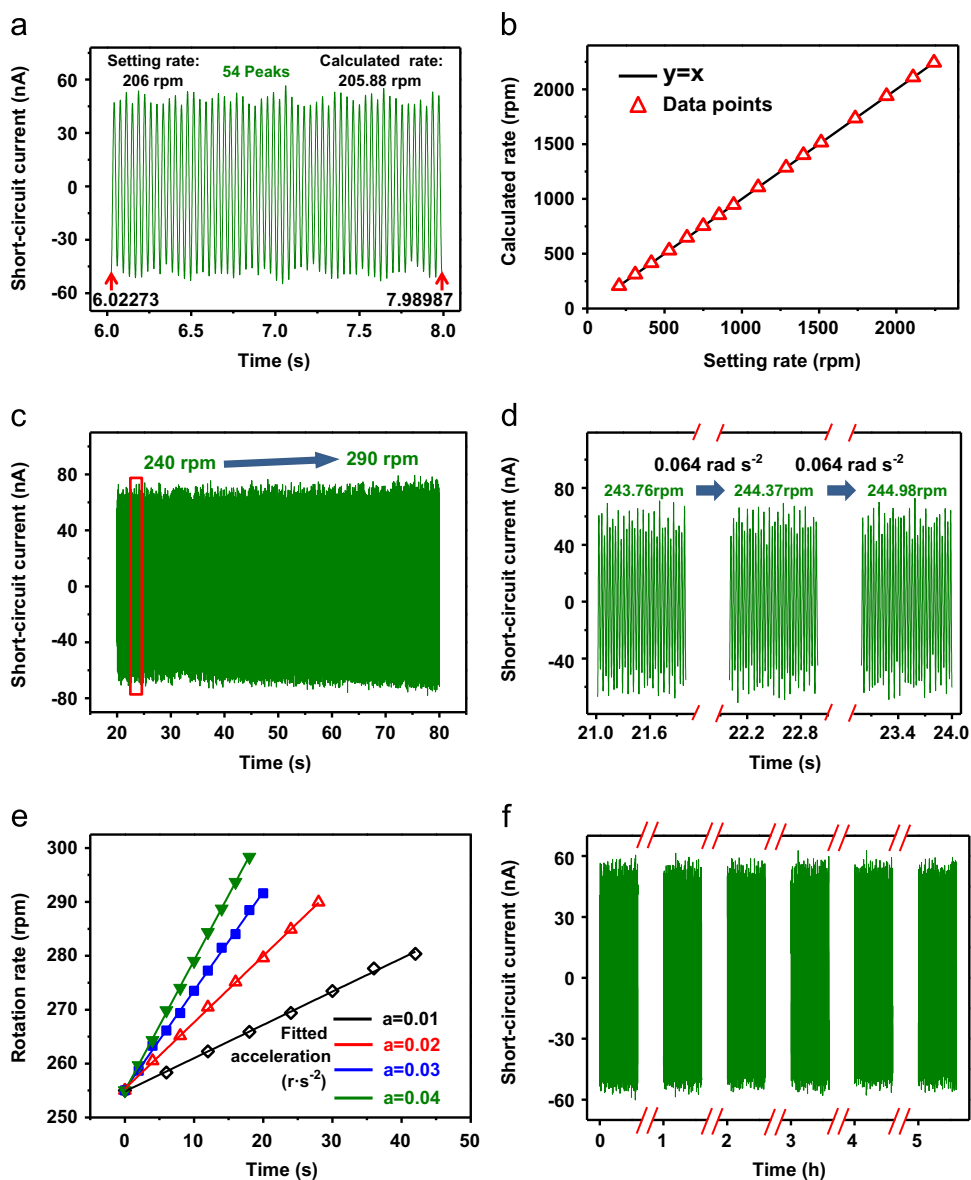 a
Short-circuit current (nA)
60
30
0
-30
-60
Setting rate:
206 rpm
54 Peaks
Calculated rate:
205.88 rpm
6.02273
7.98987
6.0
6.5
7.0
7.5
8.0
Time (s)
b
Calculated rate (rpm)
2000
1500
1000
500
0
y=x
Data points
0
500
1000
1500
2000
Setting rate (rpm)
c
Short-circuit current (nA)
80
40
0
-40
-80
240 rpm
290 rpm
20
30
40
50
60
70
80
Time (s)
d
Short-circuit current (nA)
80
40
0
-40
0.064 rad s-2
0.064 rad s-2
243.76rpm
244.37rpm
244.98rpm
21.0
21.6
22.2
22.8
23.4
24.0
Time (s)
e
Rotation rate (rpm)
300
290
280
270
260
250
Fitted
acceleration
(r·s-2)
a=0.01
a=0.02
a=0.03
a=0.04
0
10
20
30
40
50
Time (s)
f
Short-circuit current (nA)
60
30
0
-30
-60
0
1
2
3
4
5
Time (h)